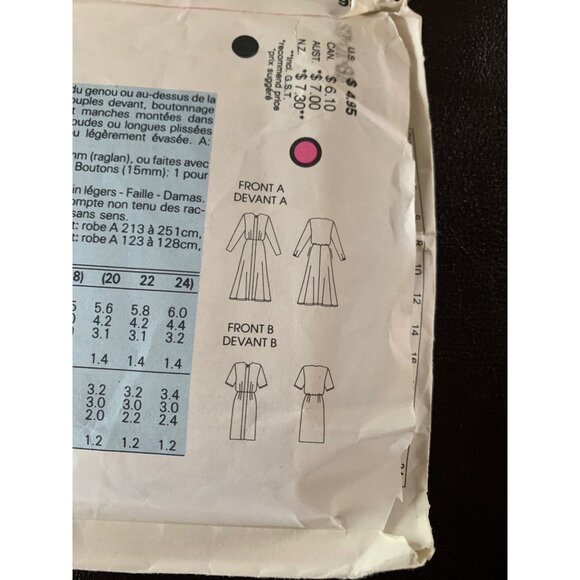 U.S. $ 4.95
CAN. $ 6.10
AUST. *$ 7.00
N.Z. *$ 7.30**
**incl. G.S.T.
*recommend price
*prix suggéré
du genou ou au-dessus de la
ouples devant, boutonnage
t manches montées dans
oudes ou longues plissées
u légèrement évasée. A:
mm (raglan), ou faites avec
Boutons (15mm): 1 pour
in légers - Faille - Damas.
ompte non tenu des rac-
sans sens.
t: robe A 213 à 251cm,
t: robe A 123 à 128cm,
8) (20 22 24)
5 5.6 5.8 6.0
4.2 4.2 4.4
3.1 3.1 3.2
1.4 1.4 1.4
3.2 3.2 3.4
3.0 3.0 3.0
2.0 2.2 2.4
1.2 1.2 1.2
FRONT A
DEVANT A
FRONT B
DEVANT B
8
10
12
14
16